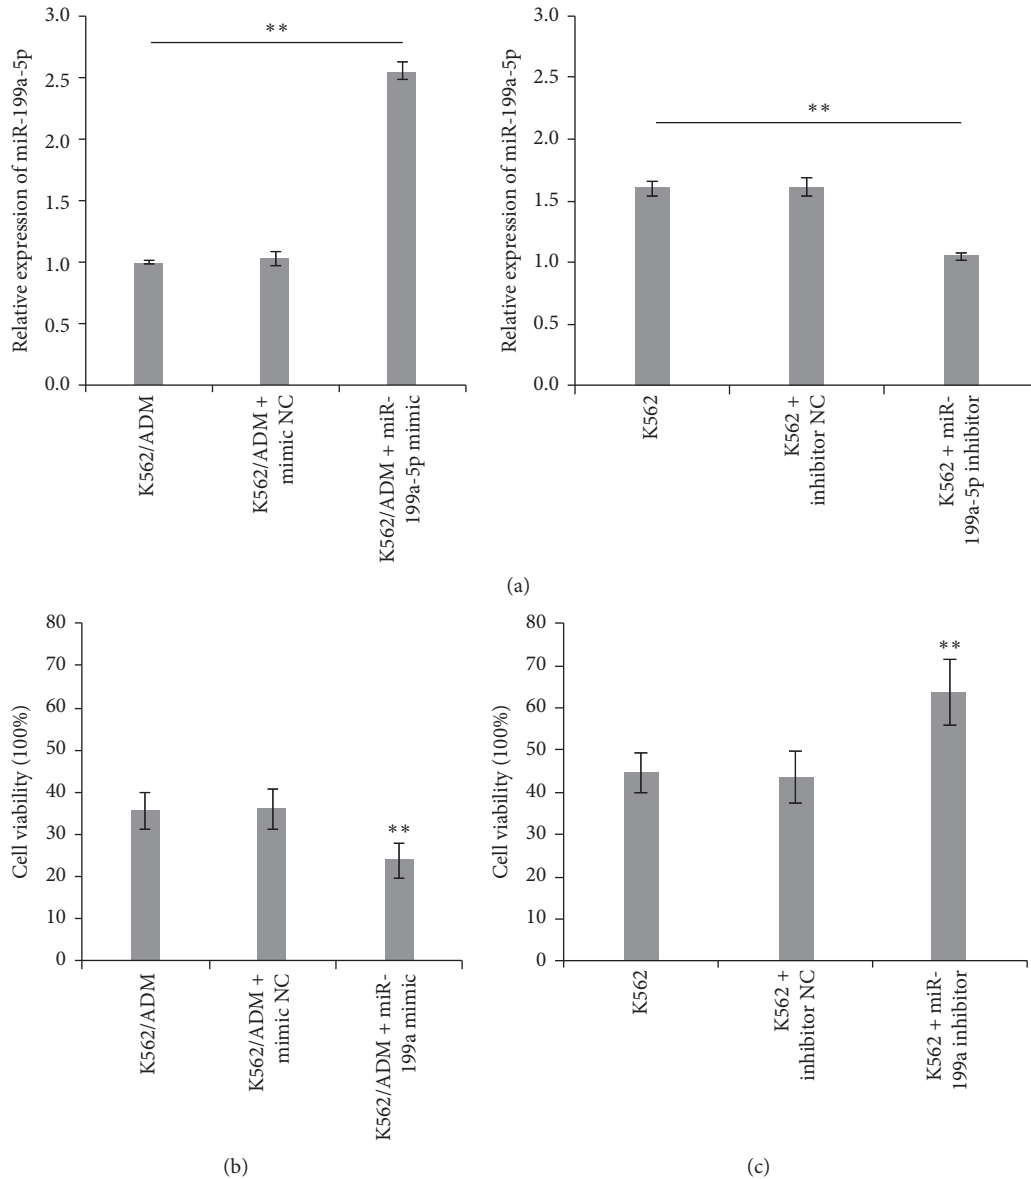 3.0
2.5
2.0
1.5
1.0
0.5
0.0
Relative expression of miR-199a-5p
**
K562/ADM
K562/ADM +
mimic NC
K562/ADM + miR-
199a-5p mimic
3.0
2.5
2.0
1.5
1.0
0.5
0.0
Relative expression of miR-199a-5p
**
K562
K562 +
inhibitor NC
K562 + miR-
199a-5p inhibitor
(a)
80
70
60
50
40
30
20
10
0
Cell viability (100%)
**
K562/ADM
K562/ADM +
mimic NC
K562/ADM + miR-
199a mimic
(b)
80
70
60
50
40
30
20
10
0
Cell viability (100%)
**
K562
K562 +
inhibitor NC
K562 + miR-
199a inhibitor
(c)